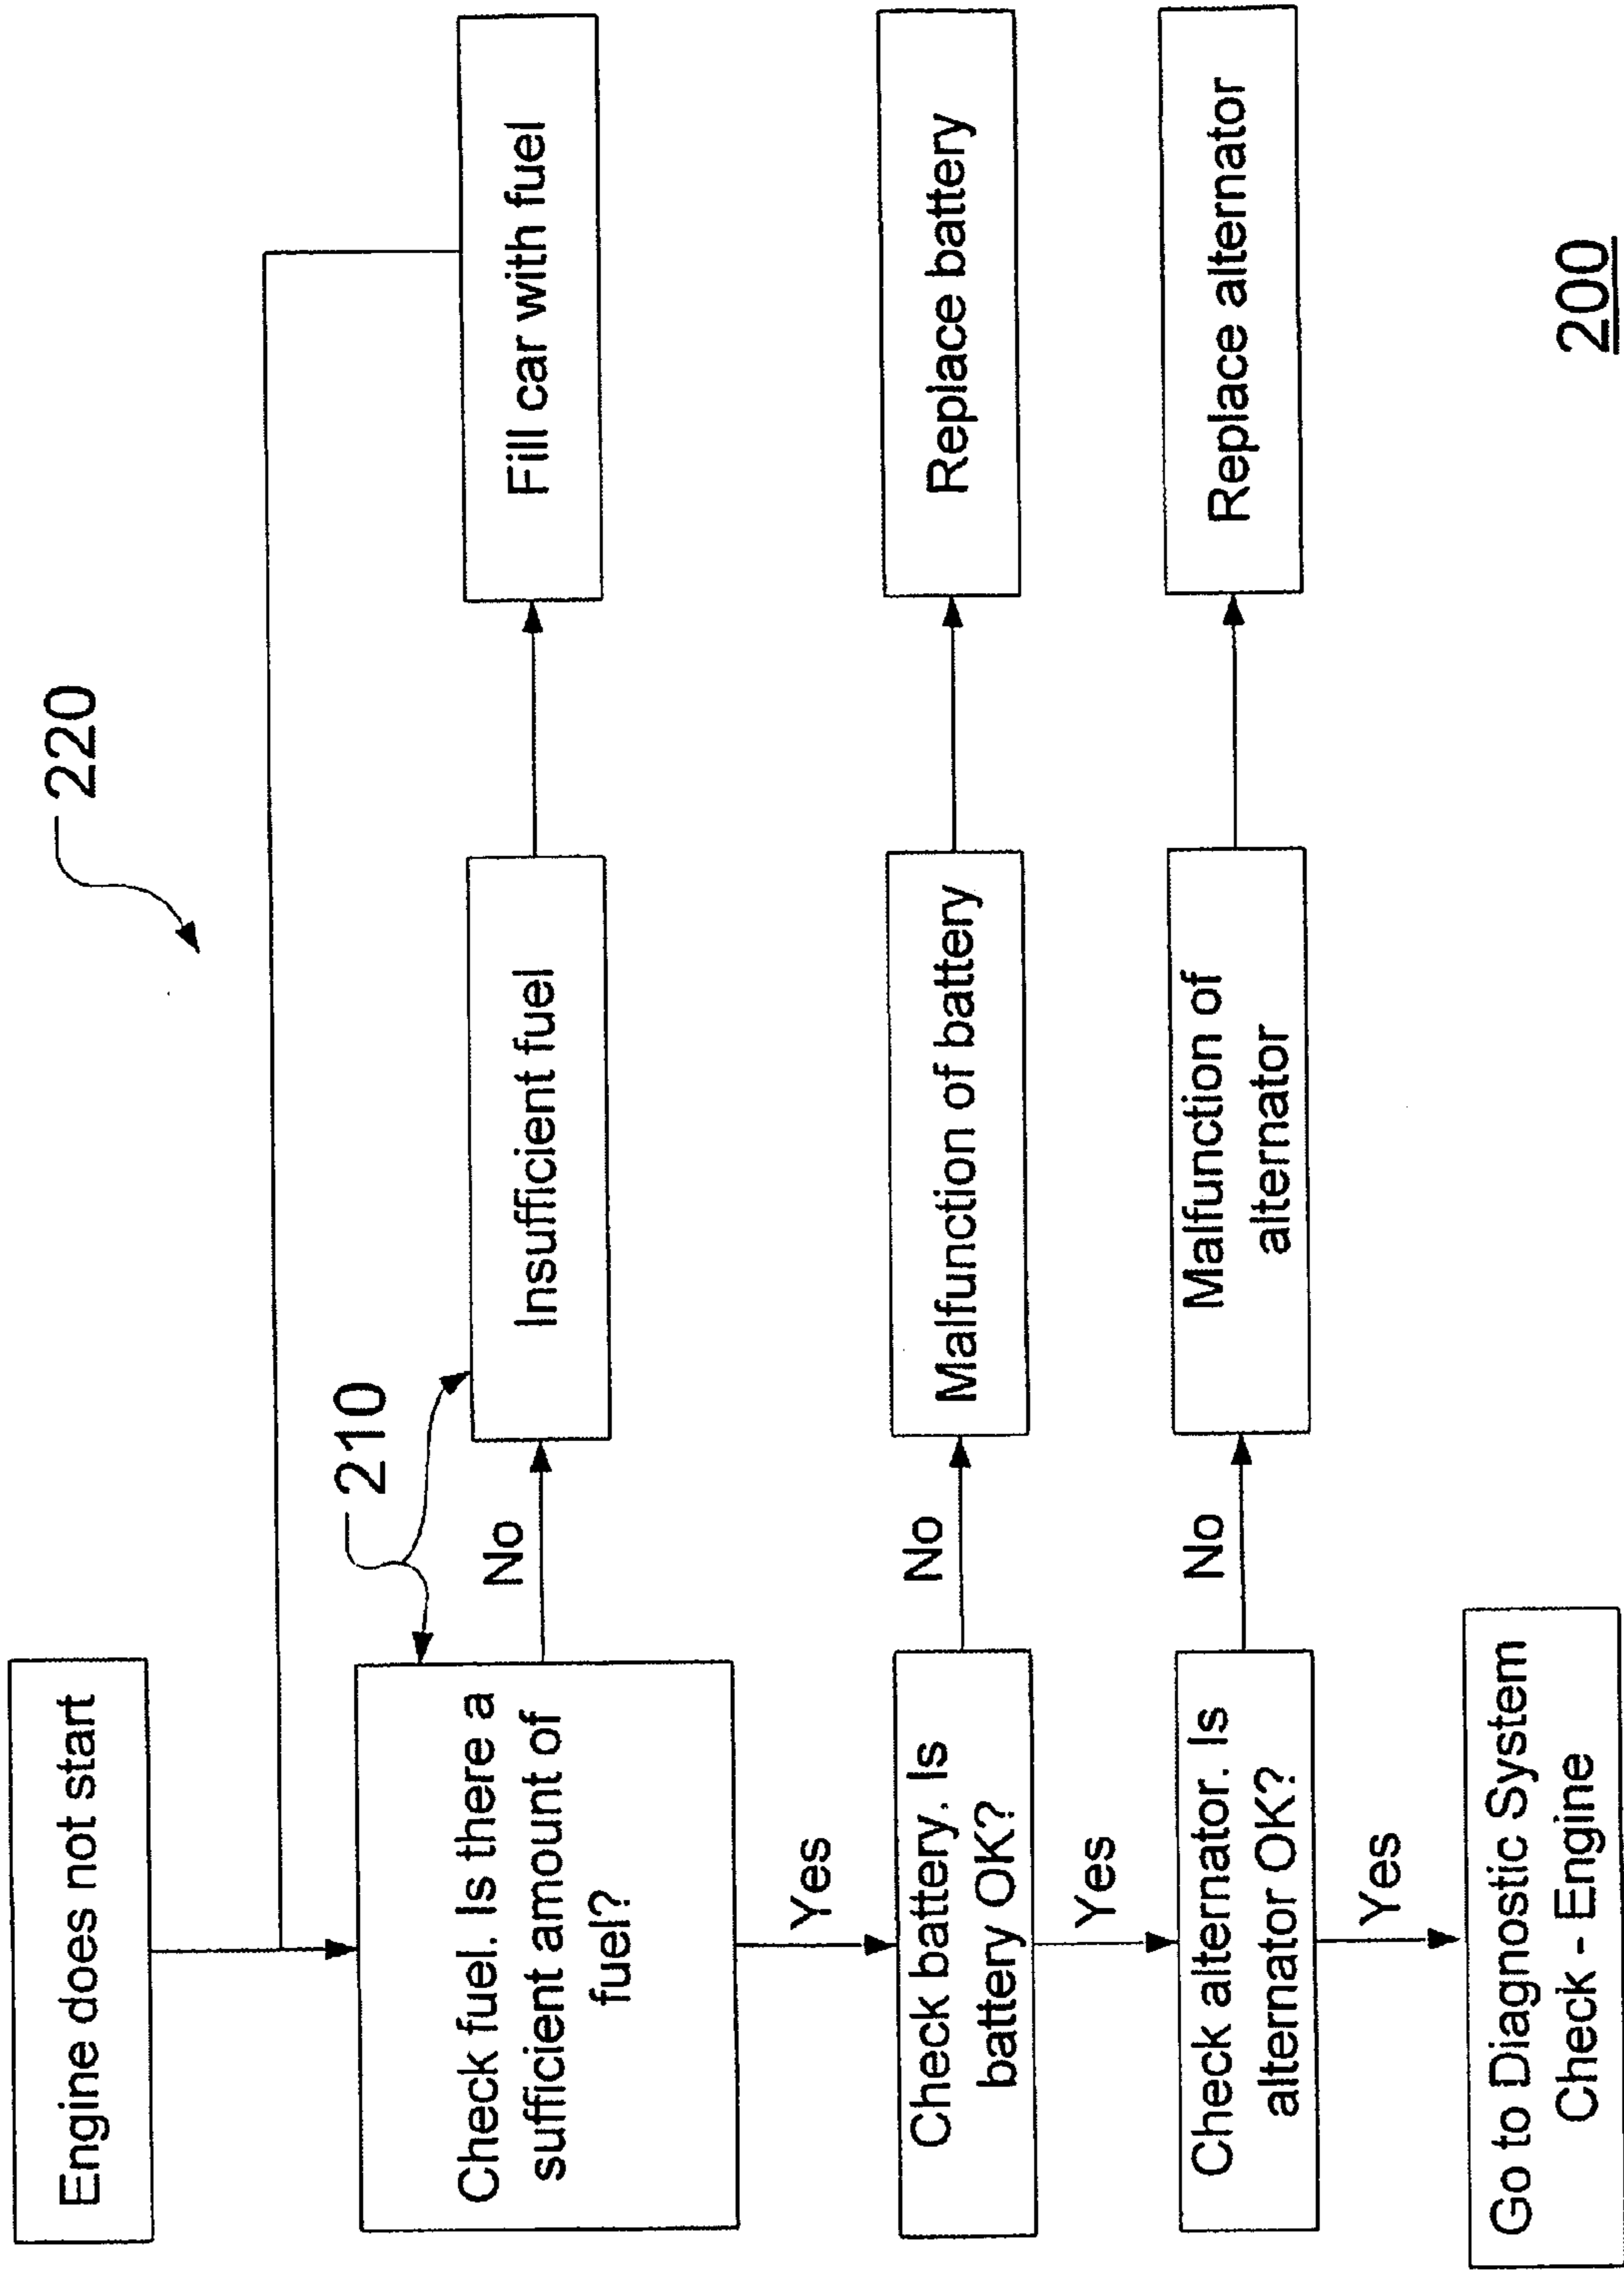 220
Engine does not start
210
Check fuel. Is there a
sufficient amount of
fuel?
No
Insufficient fuel
Fill car with fuel
Yes
Check battery. Is
battery OK?
No
Malfunction of battery
Replace battery
Yes
Check alternator. Is
alternator OK?
No
Malfunction of
alternator
Replace alternator
Yes
Go to Diagnostic System
Check - Engine
200